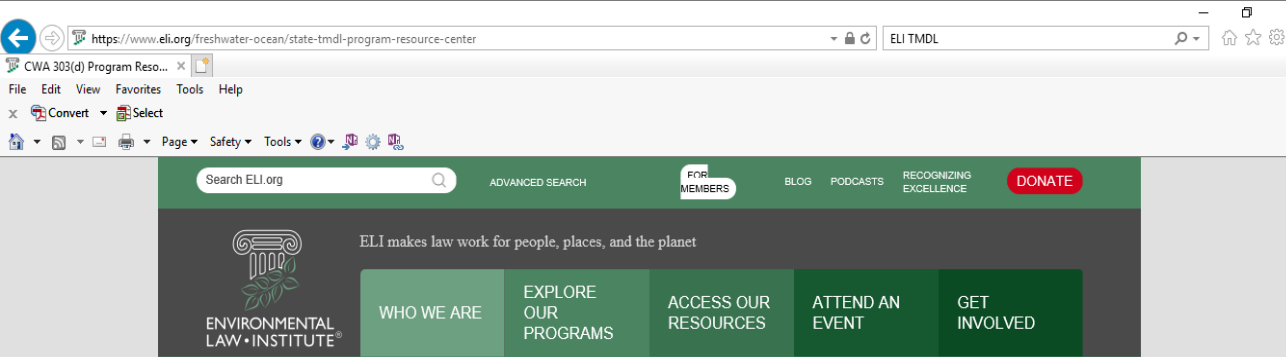 https://www.eli.org/freshwater-ocean/state-tmdl-program-resource-center
ELI TMDL
CWA 303(d) Program Reso...
File Edit View Favorites Tools Help
x Convert Select
Page Safety Tools
Search ELI.org
ADVANCED SEARCH
FOR
MEMBERS
BLOG
PODCASTS
RECOGNIZING
EXCELLENCE
DONATE
ELI makes law work for people, places, and the planet
ENVIRONMENTAL
LAW•INSTITUTE®
WHO WE ARE
EXPLORE
OUR
PROGRAMS
ACCESS OUR
RESOURCES
ATTEND AN
EVENT
GET
INVOLVED